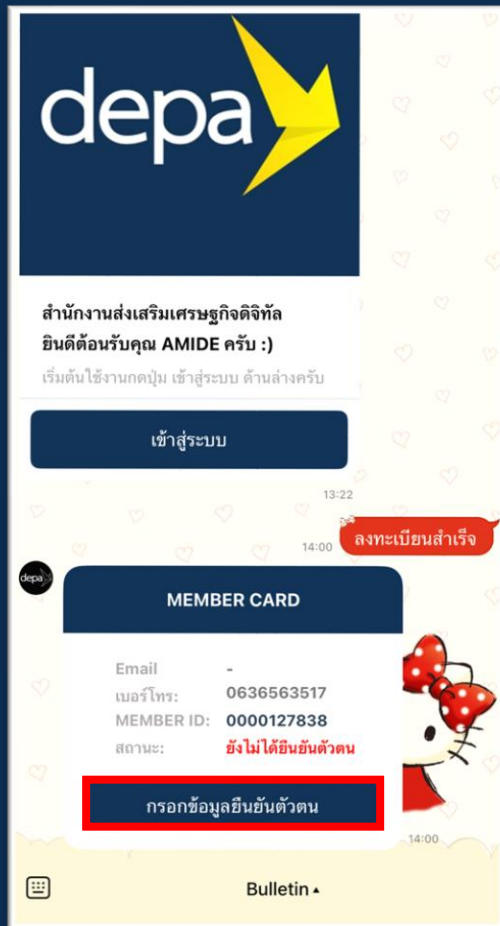 depa
สำนักงานส่งเสริมเศรษฐกิจดิจิทัล
ยินดีต้อนรับคุณ AMIDE ครับ :)
เริ่มต้นใช้งานกดปุ่ม เข้าสู่ระบบ ด้านล่างครับ
เข้าสู่ระบบ
13:22
14:00 ลงทะเบียนสำเร็จ
depa
MEMBER CARD
Email -
เบอร์โทร: 0636563517
MEMBER ID: 0000127838
สถานะ: ยังไม่ได้ยืนยันตัวตน
กรอกข้อมูลยืนยันตัวตน
14:00
Bulletin